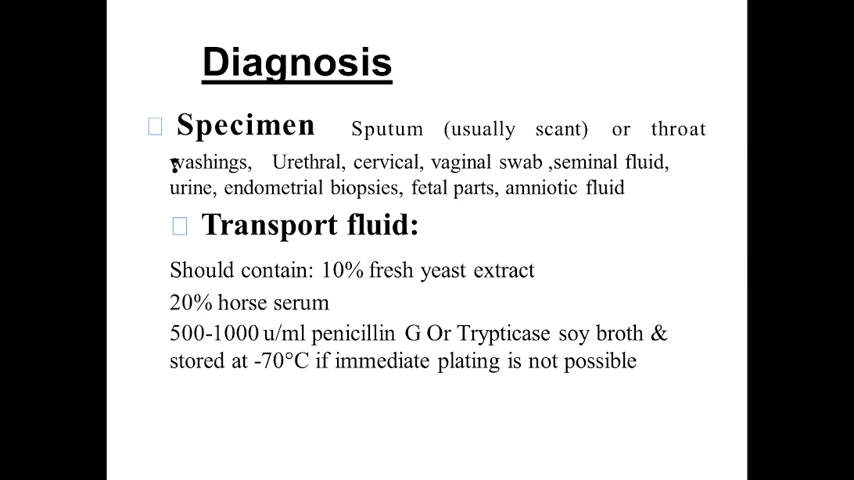 Diagnosis
Specimen Sputum (usually scant) or throat
: washings, Urethral, cervical, vaginal swab ,seminal fluid,
urine, endometrial biopsies, fetal parts, amniotic fluid
Transport fluid:
Should contain: 10% fresh yeast extract
20% horse serum
500-1000 u/ml penicillin G Or Trypticase soy broth &
stored at -70°C if immediate plating is not possible